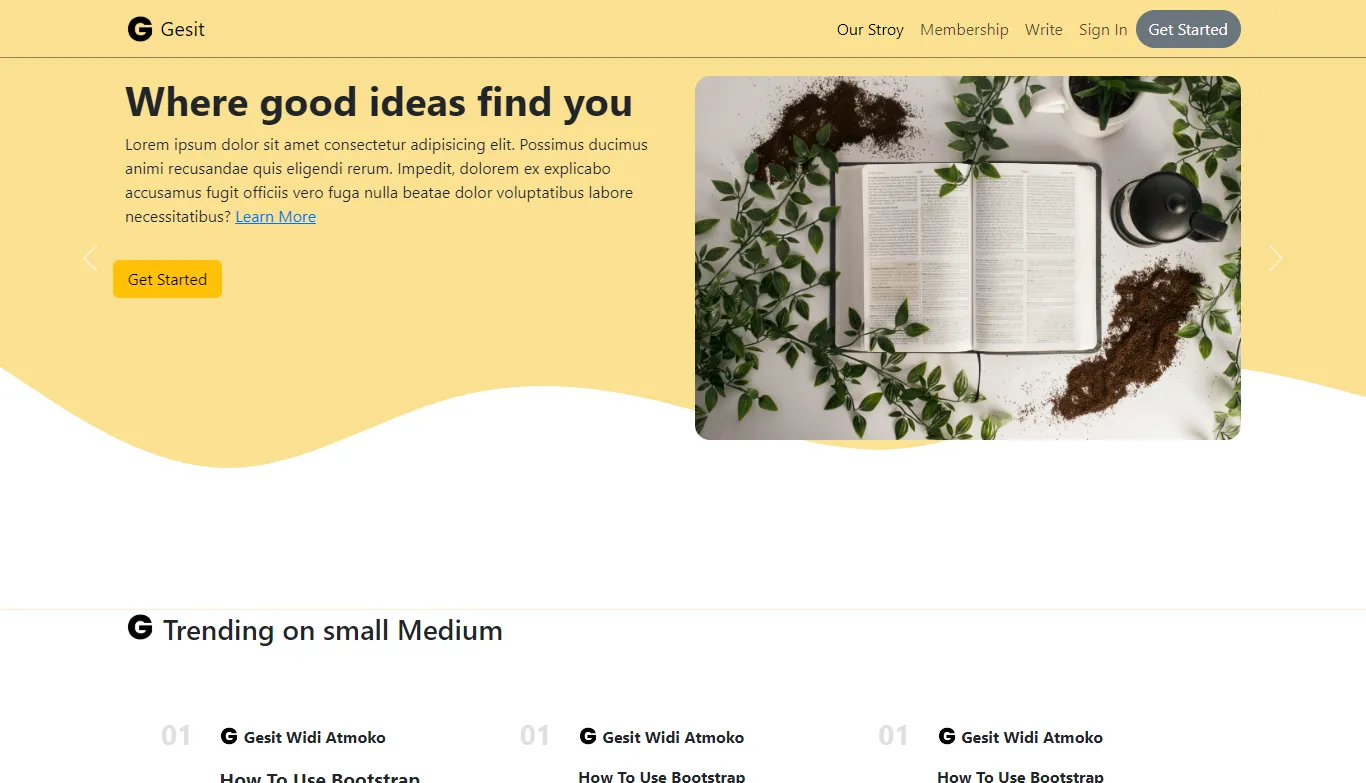 Gesit
Our Stroy
Membership
Write
Sign In
Get Started
Where good ideas find you
Lorem ipsum dolor sit amet consectetur adipisicing elit. Possimus ducimus
animi recusandae quis eligendi rerum. Impedit, dolorem ex explicabo
accusamus fugit officiis vero fuga nulla beatae dolor voluptatibus labore
necessitatibus? Learn More
Get Started
Trending on small Medium
01
Gesit Widi Atmoko
How To Use Bootstrap
01
Gesit Widi Atmoko
How To Use Bootstrap
01
Gesit Widi Atmoko
How To Use Bootstrap